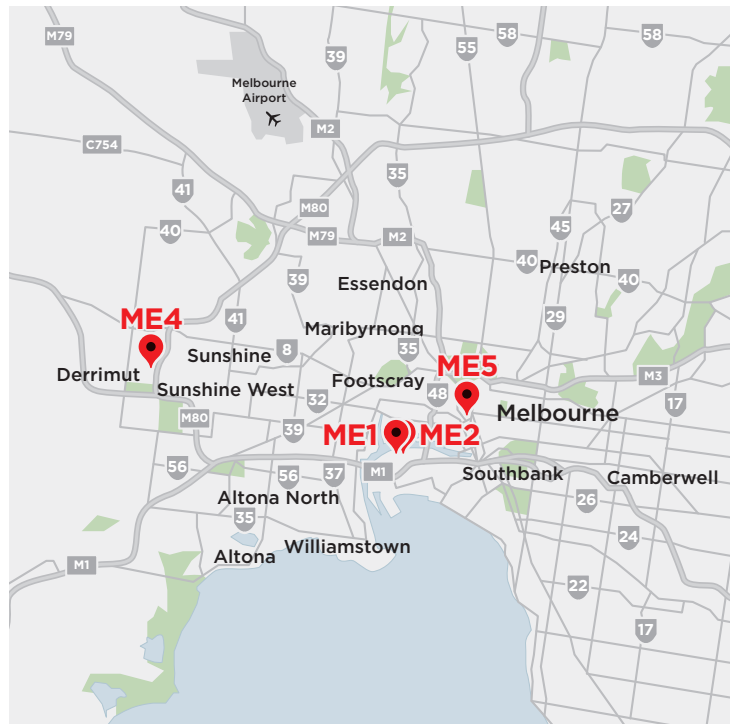 M79
39
55
58
58
Melbourne
Airport
M2
C754
35
41
M80
27
40
45
M79
M2
39
40
Preston
40
Essendon
ME4
41
29
Maribyrnong
Sunshine
8
35
Derrimut
Footscray
ME5
M3
Sunshine West
32
48
17
M80
39
ME1
ME2
Melbourne
56
56
37
M1
Southbank
Camberwell
Altona North
26
35
24
Altona
Williamstown
M1
22
17